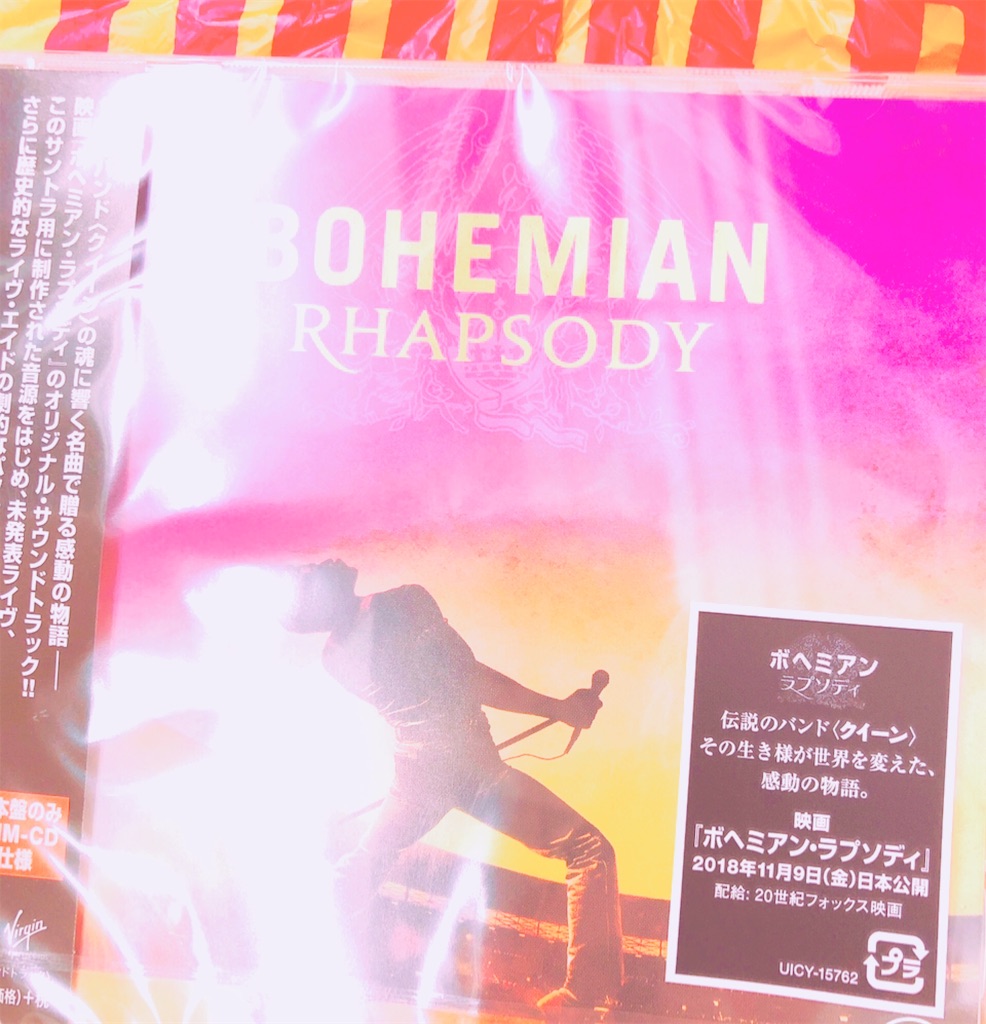 BOHEMIAN
RHAPSODY
バンド〈クイーン〉の魂に響く名曲で贈る感動の物語――
映画『ボヘミアン・ラプソディ』のオリジナル・サウンドトラック!!
このサントラ用に制作された音源をはじめ、未発表ライヴ、
さらに歴史的なライヴ・エイドの劇的な
本盤のみ
M-CD
仕様
Virgin
ボヘミアン
ラプソディ
伝説のバンド〈クイーン〉
その生き様が世界を変えた、
感動の物語。
映画
『ボヘミアン・ラプソディ』
2018年11月9日(金)日本公開
配給: 20世紀フォックス映画
UICY-15762
プラ